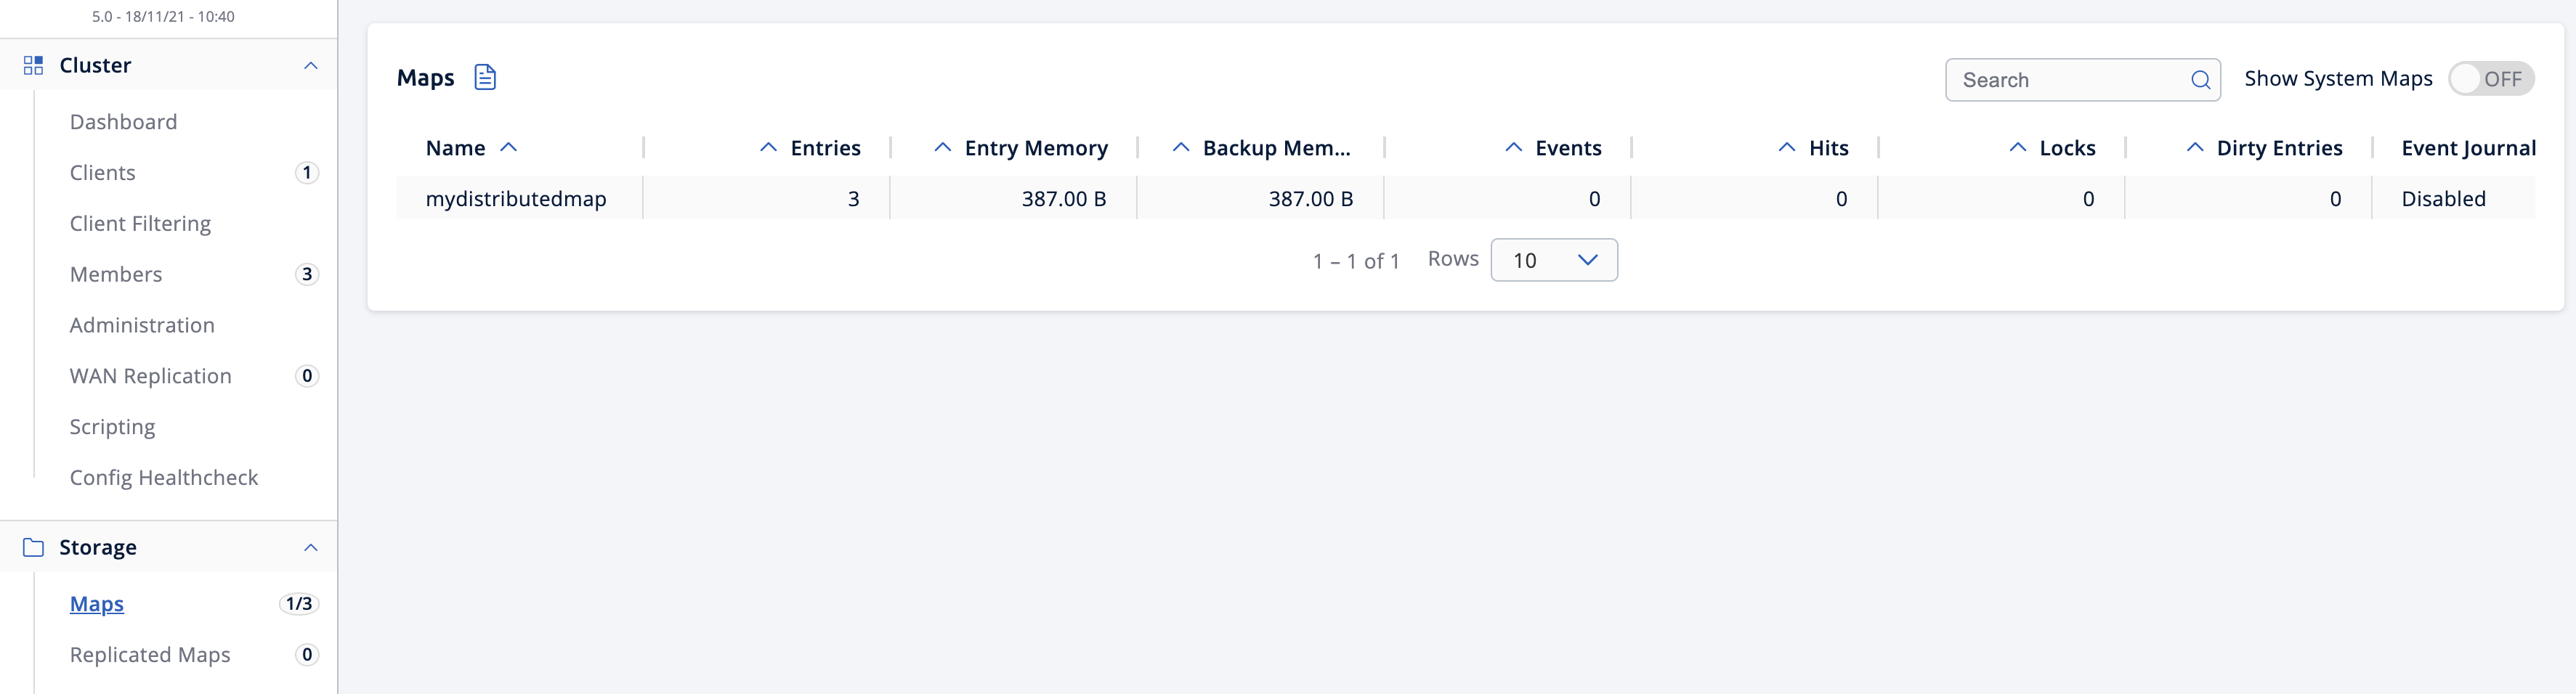 5.0 - 18/11/21 - 10:40
Cluster
Dashboard
Clients 1
Client Filtering
Members 3
Administration
WAN Replication 0
Scripting
Config Healthcheck
Storage
Maps 1/3
Replicated Maps 0
Maps
Search Show System Maps OFF
Name Entries Entry Memory Backup Mem... Events Hits Locks Dirty Entries Event Journal
mydistributedmap 3 387.00 B 387.00 B 0 0 0 0 Disabled
1 – 1 of 1 Rows 10